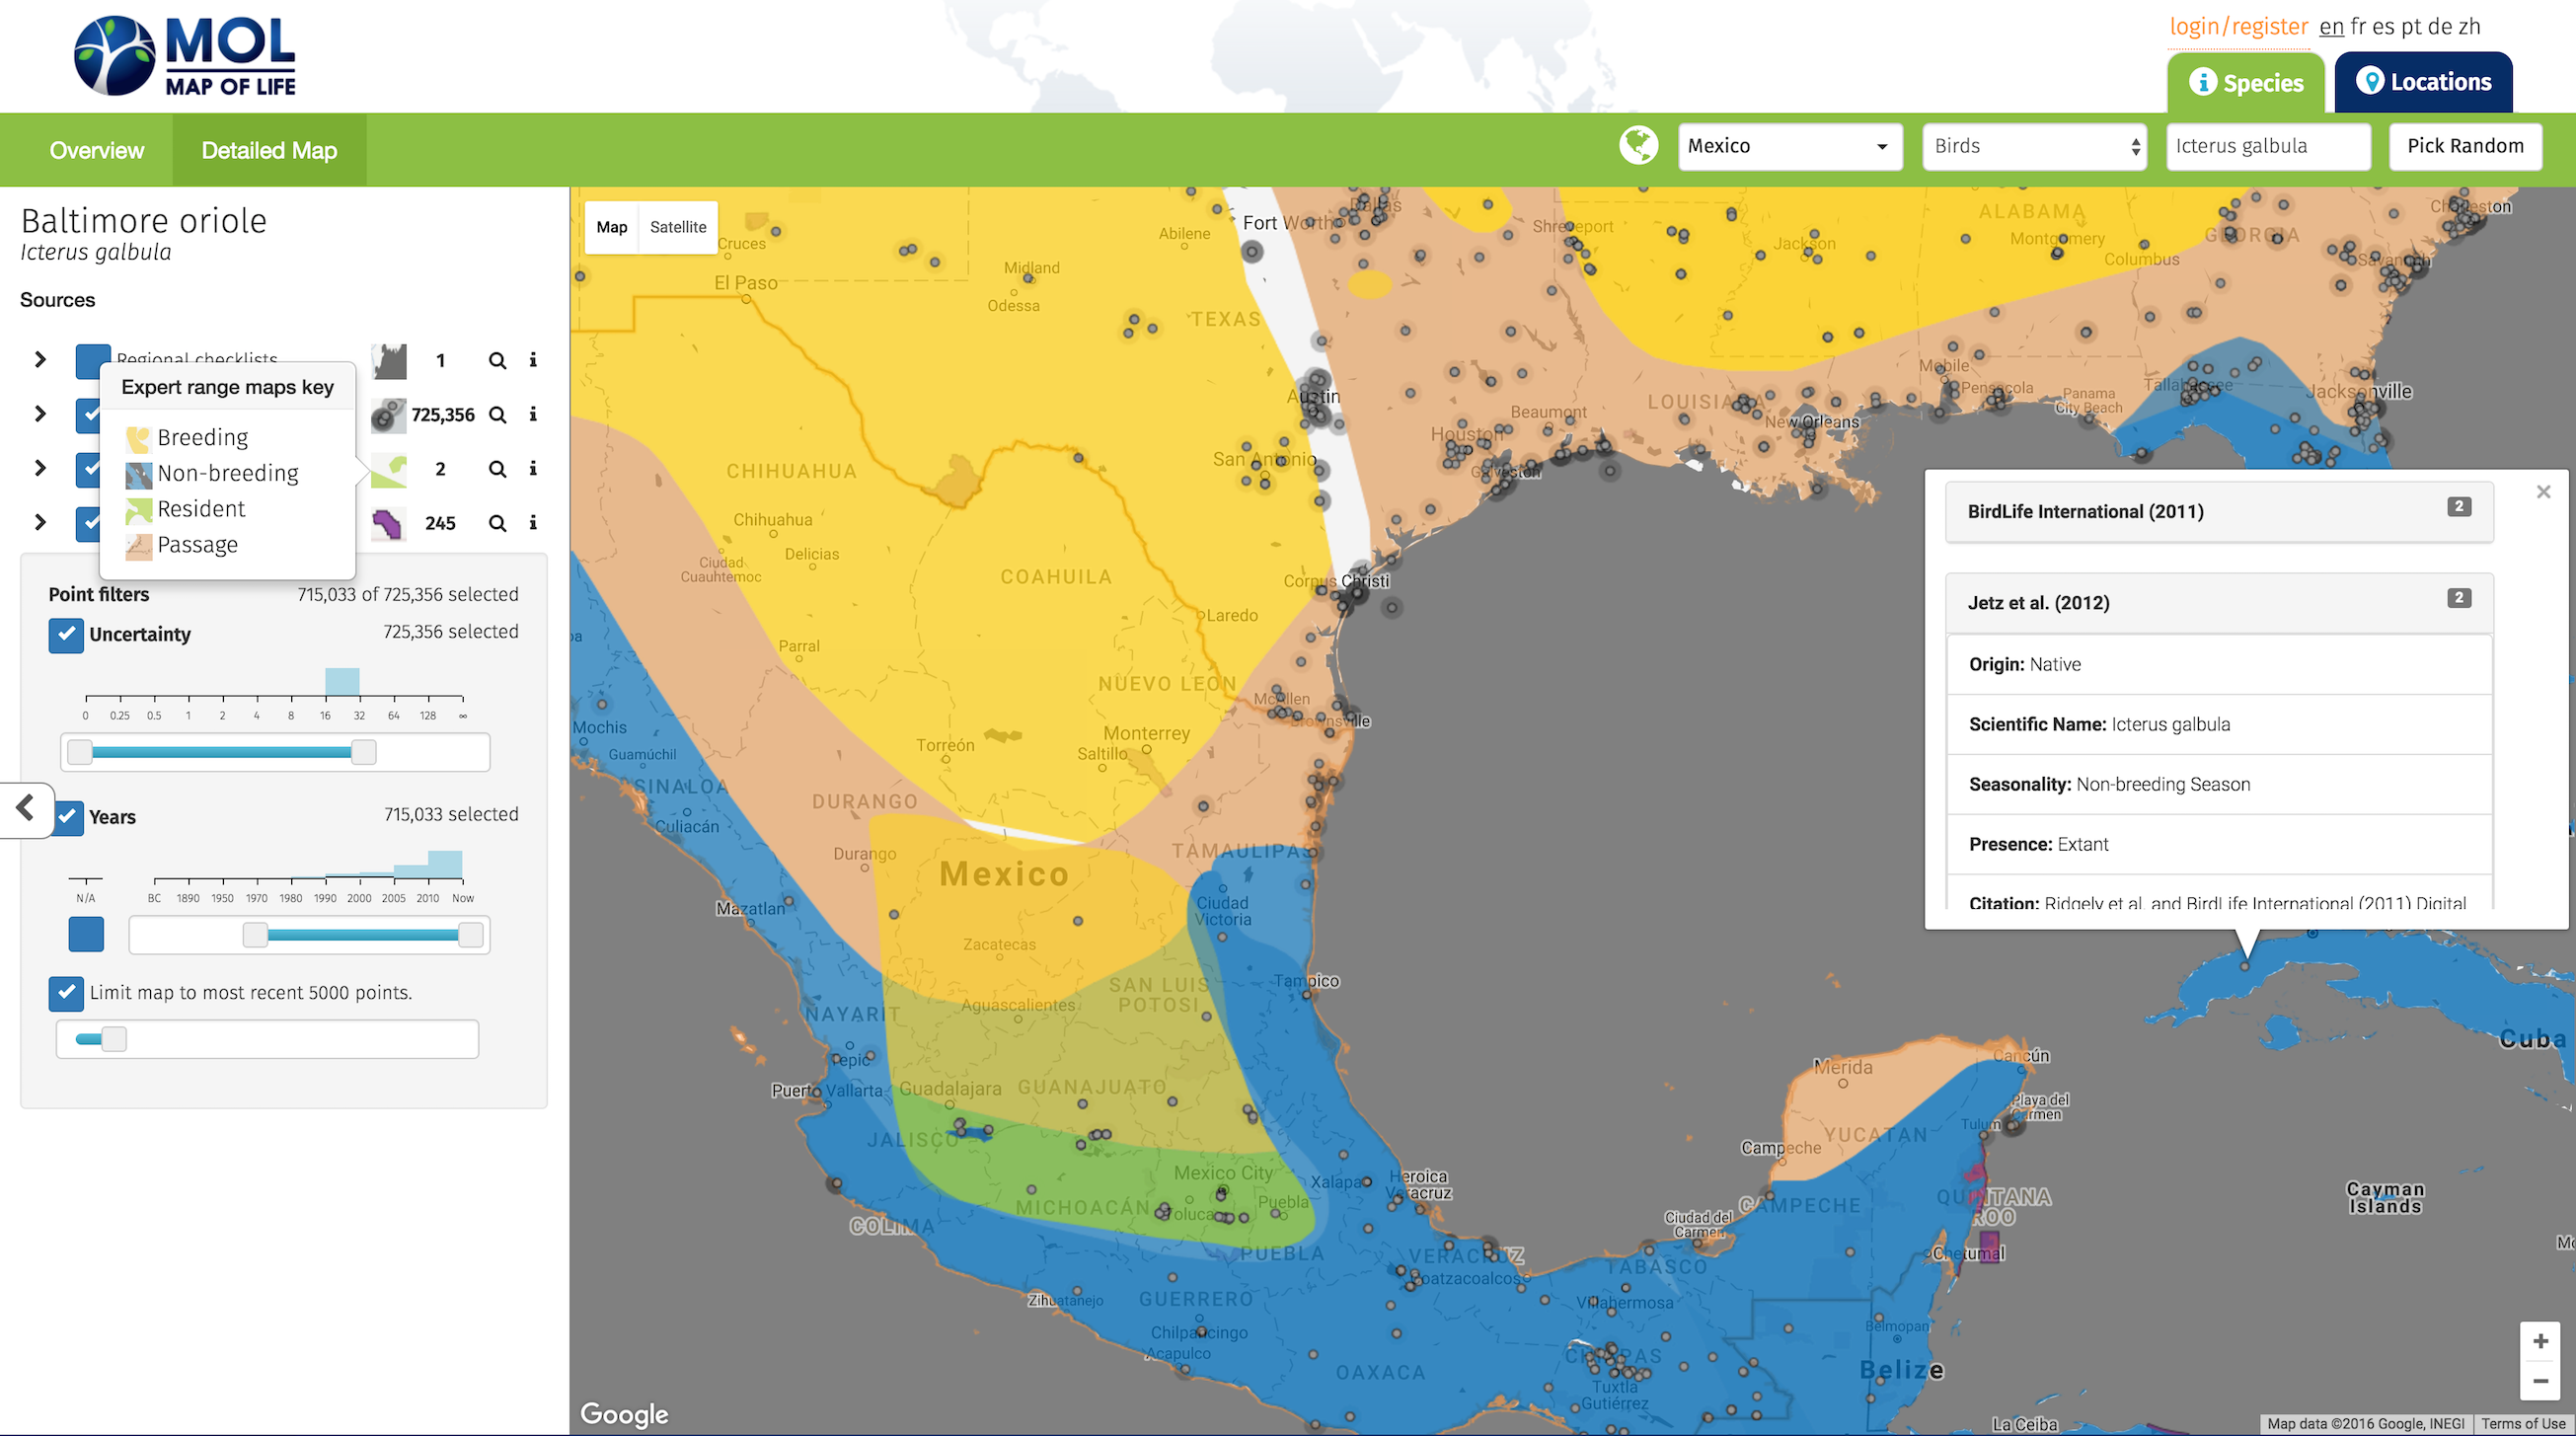 MOL
MAP OF LIFE
login/register en fr es pt de zh
Species
Locations
Overview
Detailed Map
Mexico
Birds
Icterus galbula
Pick Random
Baltimore oriole
Icterus galbula
Sources
Regional checklists
1
725,356
2
245
Expert range maps key
Breeding
Non-breeding
Resident
Passage
Point filters
715,033 of 725,356 selected
Uncertainty
725,356 selected
0 0.25 0.5 1 2 4 8 16 32 64 128 ∞
Years
715,033 selected
N/A BC 1890 1950 1970 1980 1990 2000 2005 2010 Now
Limit map to most recent 5000 points.
Map
Satellite
Cruces
El Paso
Midland
Odessa
Abilene
Fort Worth
Dallas
TEXAS
Shreveport
Jackson
ALABAMA
Montgomery
Columbus
GEORGIA
Charleston
Savannah
Austin
San Antonio
Houston
Galveston
Beaumont
LOUISIANA
New Orleans
Mobile
Pensacola
Panama
City Beach
Tallahassee
Jacksonville
CHIHUAHUA
Chihuahua
Ciudad
Cuauhtemoc
Delicias
COAHUILA
Corpus Christi
Laredo
Parral
NUEVO LEON
McAllen
Brownsville
Mochis
Guamúchil
Torreón
Monterrey
Saltillo
SINALOA
Culiacán
DURANGO
Durango
Mexico
TAMAULIPAS
Ciudad
Victoria
Mazatlan
Zacatecas
SAN LUIS
POTOSI
Tampico
Aguascalientes
NAYARIT
Tepic
Puerto Vallarta
Guadalajara
GUANAJUATO
JALISCO
Mexico City
MICHOACÁN
Toluca
Puebla
Xalapa
Heroica
Veracruz
COLIMA
PUEBLA
VERACRUZ
Coatzacoalcos
Zihuatanejo
GUERRERO
Chilpancingo
Acapulco
OAXACA
Villahermosa
TABASCO
CHIAPAS
Tuxtla
Gutiérrez
Ciudad del
Carmen
CAMPECHE
Campeche
Merida
YUCATAN
Cancún
Playa del
Carmen
Tulum
QUINTANA
ROO
Chetumal
Belmopan
Belize
La Ceiba
Cayman
Islands
Cuba
BirdLife International (2011)
2
Jetz et al. (2012)
2
Origin: Native
Scientific Name: Icterus galbula
Seasonality: Non-breeding Season
Presence: Extant
Citation: Ridgely et al. and BirdLife International (2011) Digital
Google
Map data ©2016 Google, INEGI
Terms of Use